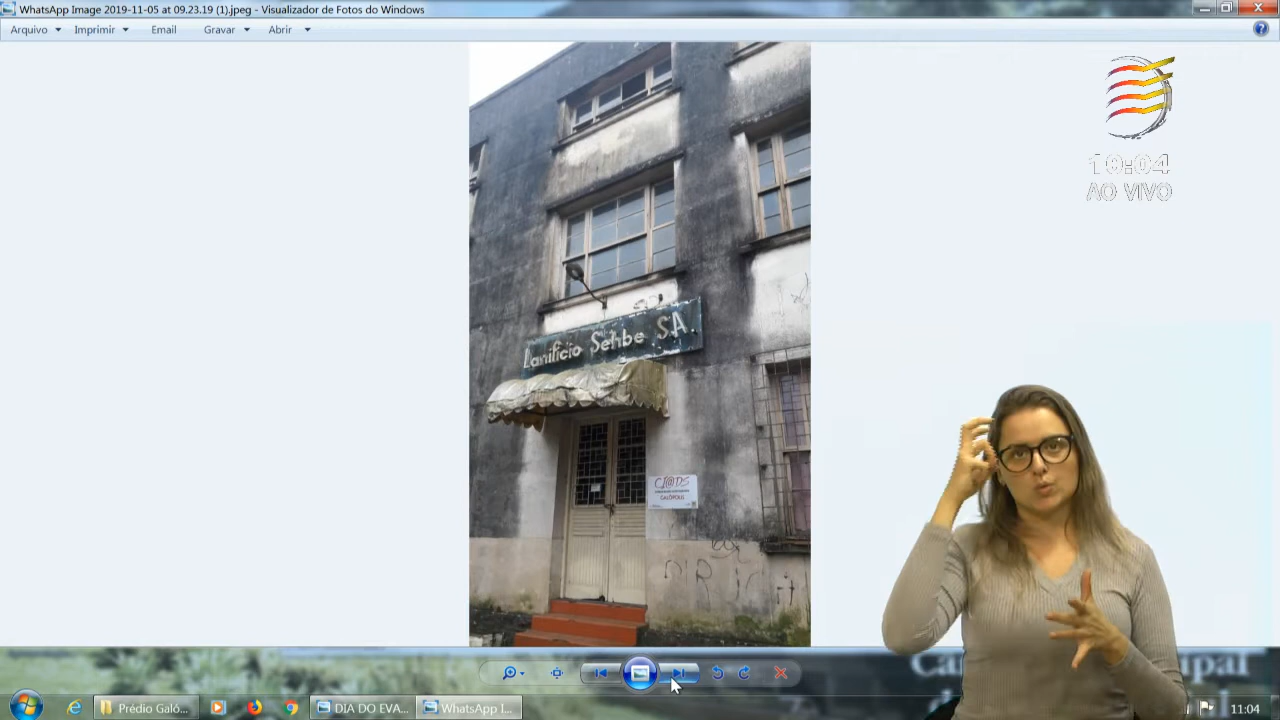 WhatsApp Image 2019-11-05 at 09.23.19 (1).jpeg - Visualizador de Fotos do Windows
Arquivo Imprimir Email Gravar Abrir
10:04
AO VIVO
Lanifício Sehbe SA.
CI@DS
GALÓPOLIS
Prédio Galó...
DIA DO EVA...
WhatsApp I...
11:04